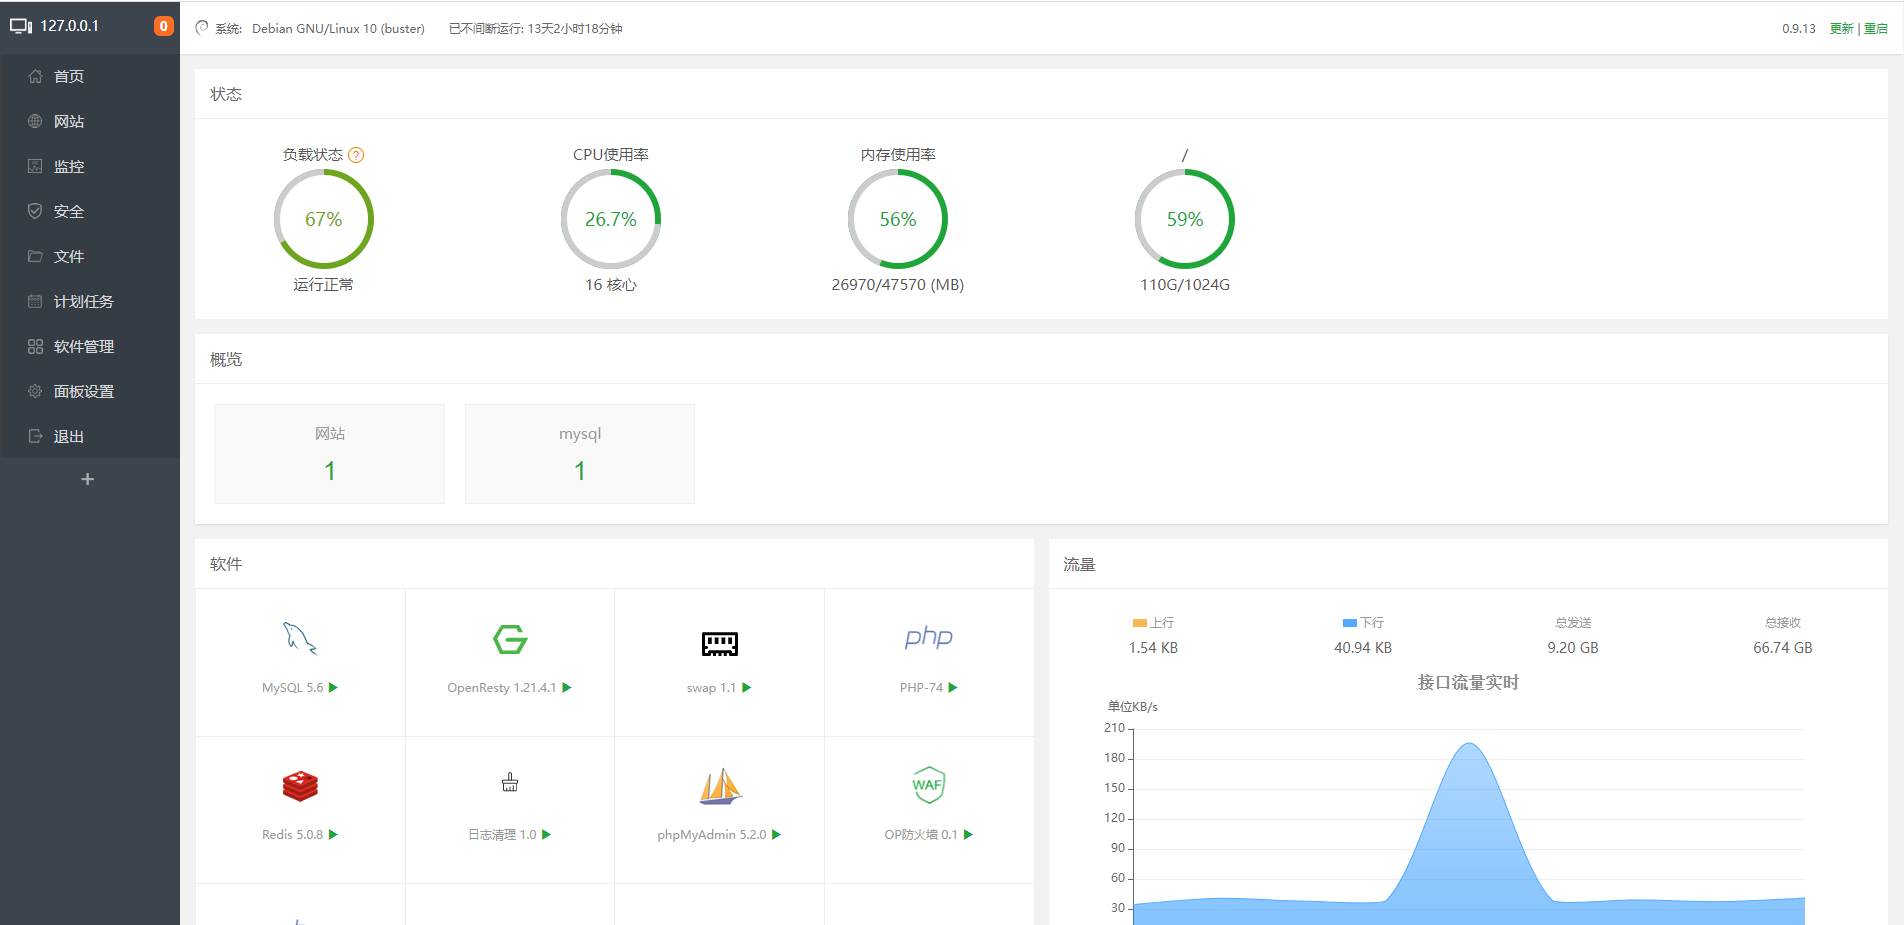 127.0.0.1
0
系统: Debian GNU/Linux 10 (buster) 已不间断运行: 13天2小时18分钟
0.9.13 更新 | 重启
首页
网站
监控
安全
文件
计划任务
软件管理
面板设置
退出
+
状态
负载状态 ?
67%
运行正常
CPU使用率
26.7%
16 核心
内存使用率
56%
26970/47570 (MB)
/
59%
110G/1024G
概览
网站
1
mysql
1
软件
MySQL 5.6
OpenResty 1.21.4.1
swap 1.1
php
PHP-74
Redis 5.0.8
日志清理 1.0
phpMyAdmin 5.2.0
WAF
OP防火墙 0.1
流量
上行
1.54 KB
下行
40.94 KB
总发送
9.20 GB
总接收
66.74 GB
接口流量实时
单位KB/s
210
180
150
120
90
60
30